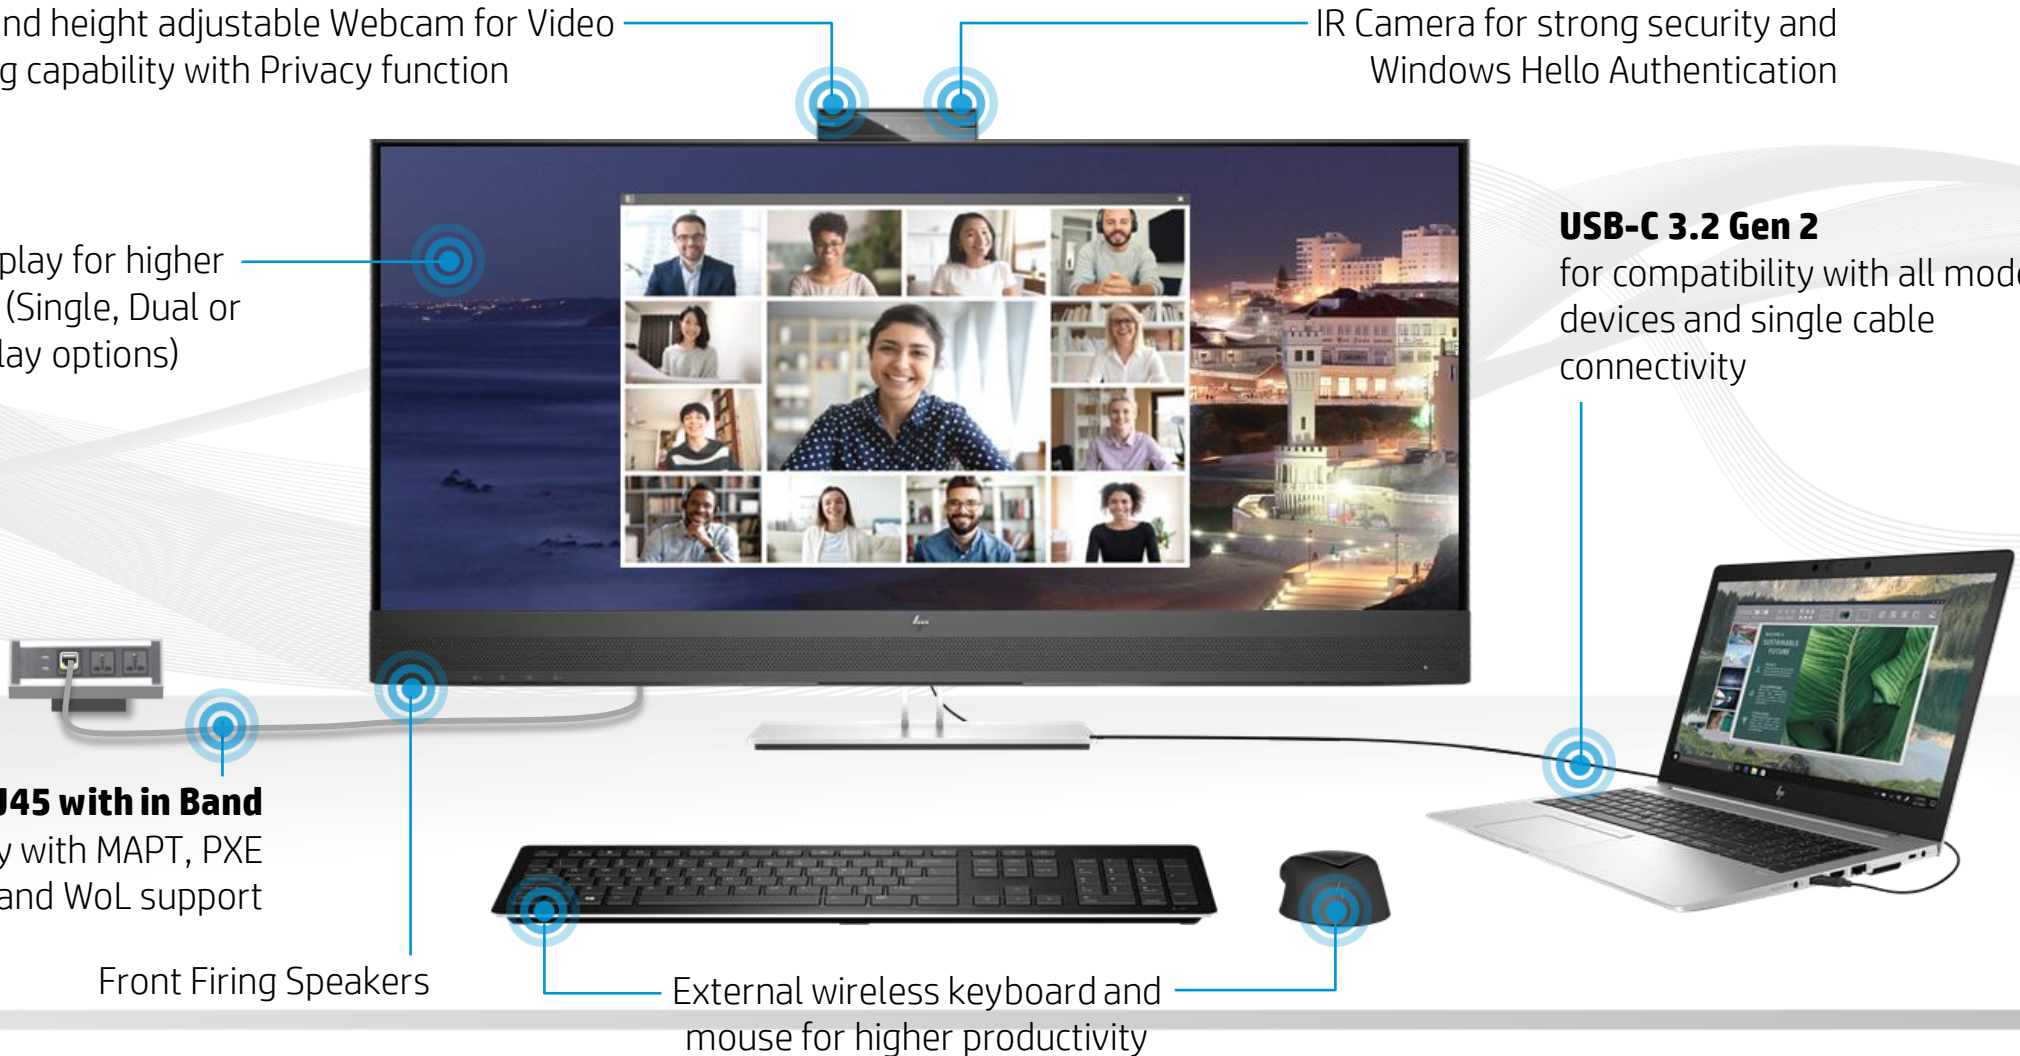 nd height adjustable Webcam for Video
g capability with Privacy function
IR Camera for strong security and
Windows Hello Authentication
play for higher
(Single, Dual or
lay options)
USB-C 3.2 Gen 2
for compatibility with all mod
devices and single cable
connectivity
SUSTAINABLE
FUTURE
hp
J45 with in Band
y with MAPT, PXE
and WoL support
Front Firing Speakers
External wireless keyboard and
mouse for higher productivity